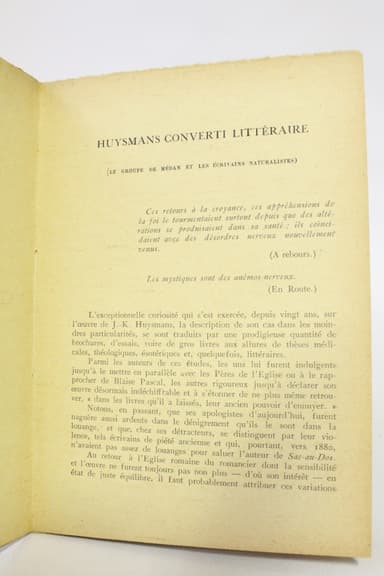 HUYSMANS CONVERTI LITTÉRAIRE
(LE GROUPE DE MÉDAN ET LES ÉCRIVAINS NATURALISTES)
Ces retours à la croyance, ces appréhensions de
la foi le tourmentaient surtout depuis que des alté-
rations se produisaient dans sa santé ; ils coïnci-
daient avec des désordres nerveux nouvellement
venus.
(A rebours.)
Les mystiques sont des anémos-nerveux.
(En Route.)
L'exceptionnelle curiosité qui s'est exercée, depuis vingt ans, sur
l'œuvre de J.-K. Huysmans, la description de son cas dans les moin-
dres particularités, se sont traduits par une prodigieuse quantité de
brochures, d'essais, voire de gros livres aux allures de thèses médi-
cales, théologiques, ésotériques et, quelquefois, littéraires.
Parmi les auteurs de ces études, les uns lui furent indulgents
jusqu'à le mettre en parallèle avec les Pères de l'Eglise ou à le rap-
procher de Blaise Pascal, les autres rigoureux jusqu'à déclarer son
œuvre désormais indéchiffrable et à s'étonner de ne plus même retrou-
ver, « dans les livres qu'il a laissés, leur ancien pouvoir d'ennuyer. »
Notons, en passant, que ses apologistes d'aujourd'hui, furent
naguère aussi ardents dans le dénigrement qu'ils le sont dans la
louange, et que, chez ses détracteurs, se distinguent par leur vio-
lence, tels écrivains de piété ancienne et qui, pourtant, vers 1880,
n'avaient pas assez de louanges pour saluer l'auteur de Sac-au-Dos.
Au retour à l'Eglise romaine du romancier dont la sensibilité
et l'œuvre ne furent toujours pas non plus — d'où son intérêt — en
état de juste équilibre, il faut probablement attribuer ces variations